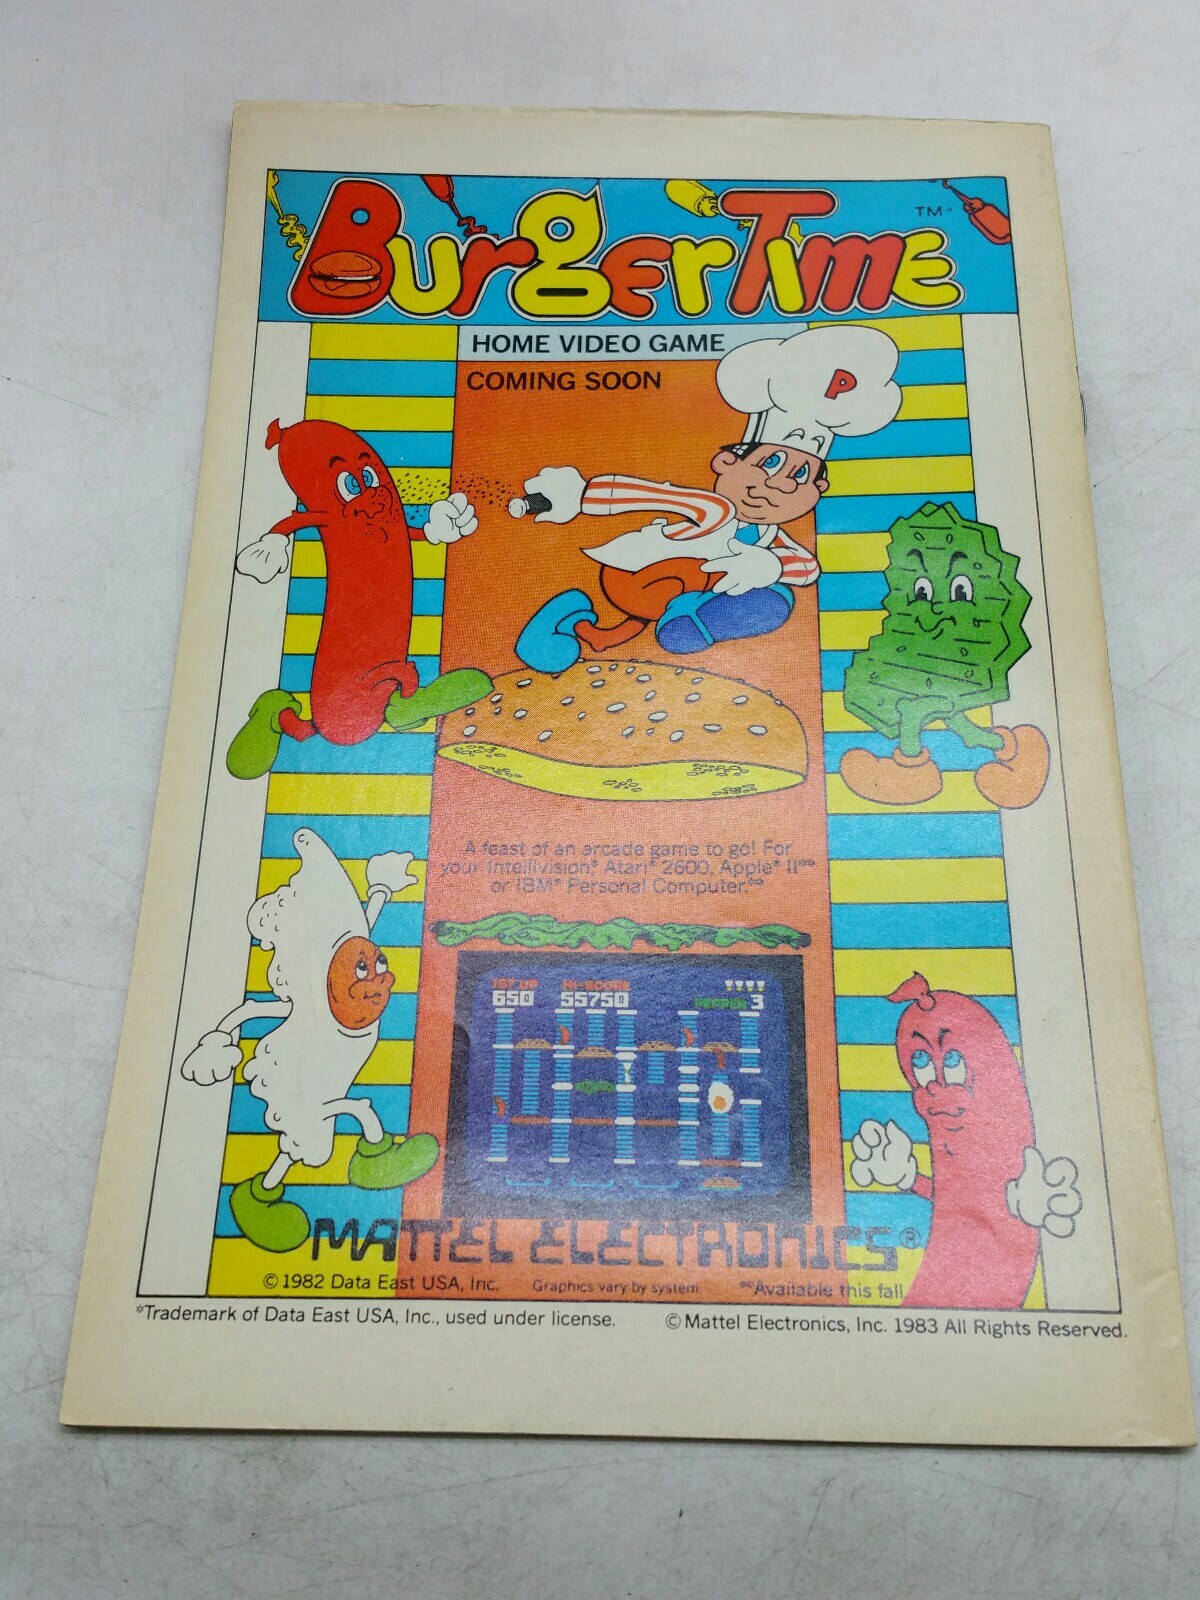 BurgerTime TM*
HOME VIDEO GAME
COMING SOON
P
A feast of an arcade game to go! For
your Intellivision,® Atari® 2600, Apple® II**
or IBM® Personal Computer.**
1ST UP HI-SCORE
650 55750 PEPPER 3
MATTEL ELECTRONICS®
© 1982 Data East USA, Inc. Graphics vary by system. **Available this fall
*Trademark of Data East USA, Inc., used under license. © Mattel Electronics, Inc. 1983 All Rights Reserved.